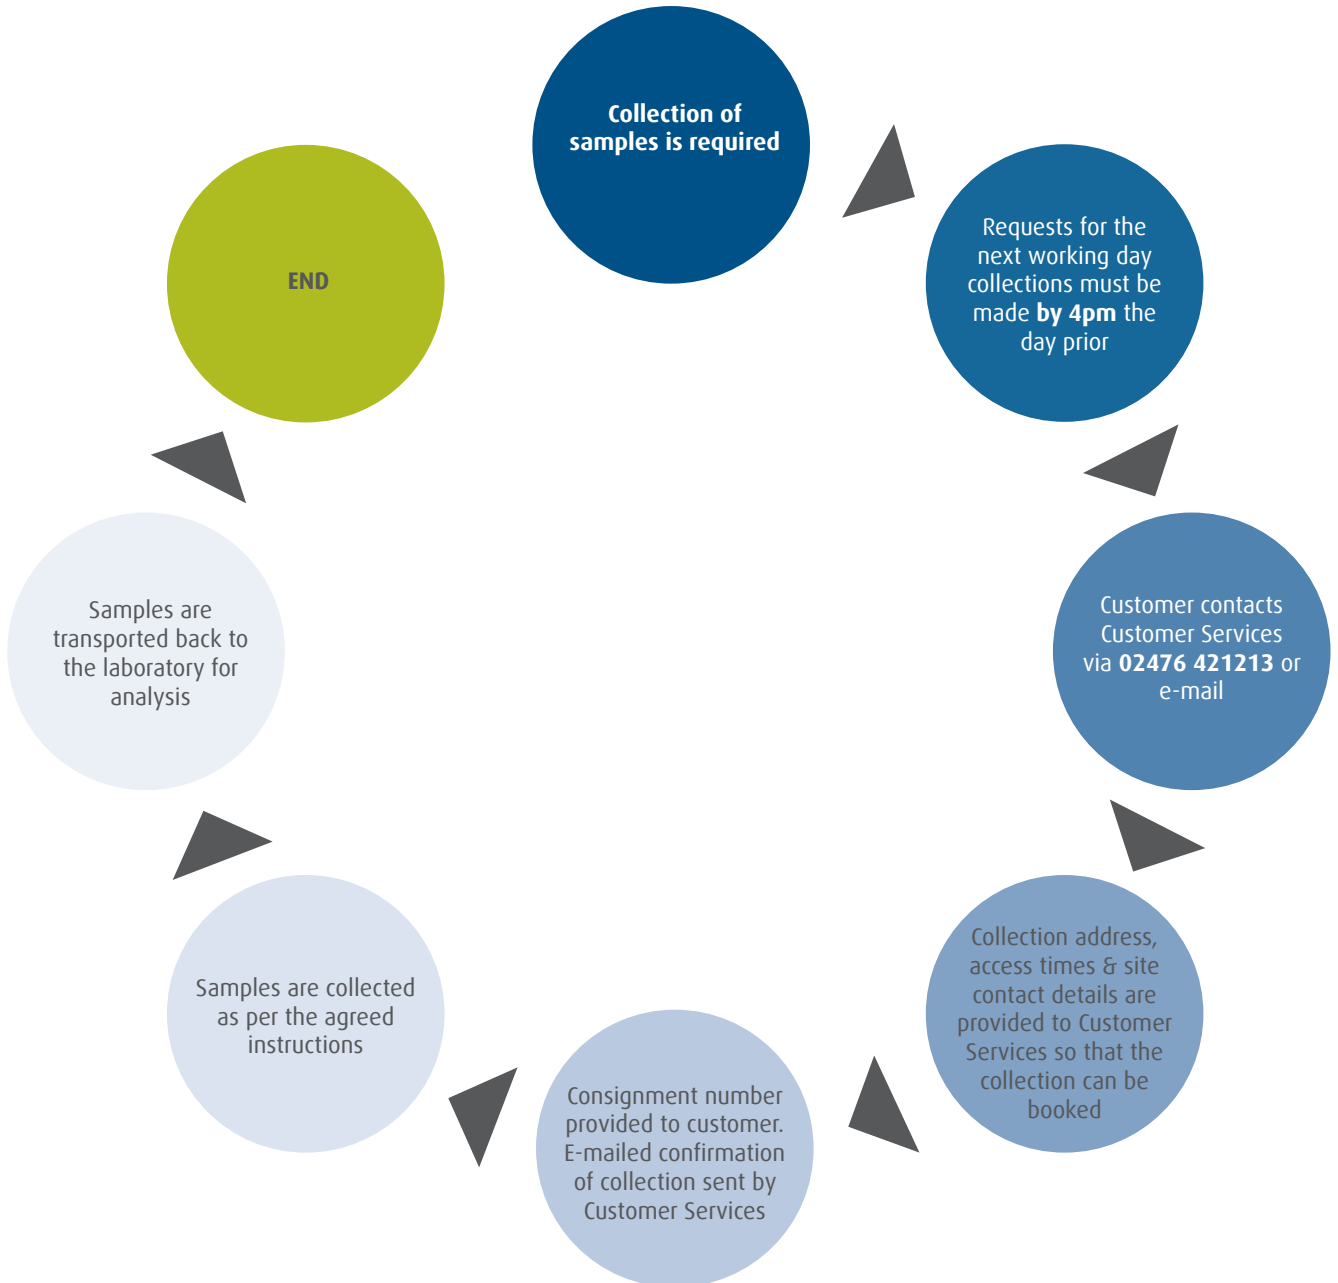 Collection of
samples is required
Requests for the
next working day
collections must be
made by 4pm the
day prior
Customer contacts
Customer Services
via 02476 421213 or
e-mail
Collection address,
access times & site
contact details are
provided to Customer
Services so that the
collection can be
booked
Consignment number
provided to customer.
E-mailed confirmation
of collection sent by
Customer Services
Samples are collected
as per the agreed
instructions
Samples are
transported back to
the laboratory for
analysis
END